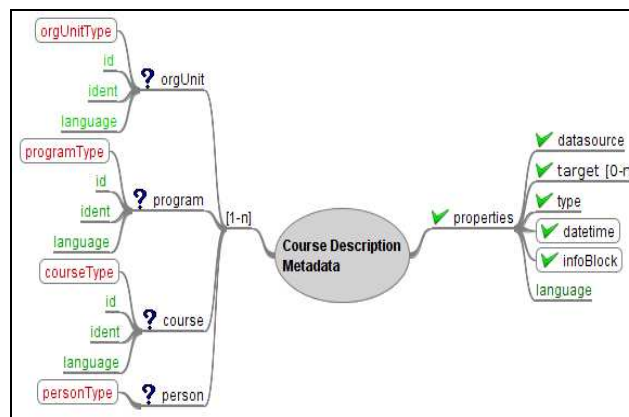 orgUnitType
id
ident
language
? orgUnit
programType
id
ident
language
? program
courseType
id
ident
language
? course
personType
? person
[1-n]
Course Description
Metadata
properties
datasource
target [0-n
type
datetime
infoBlock
language